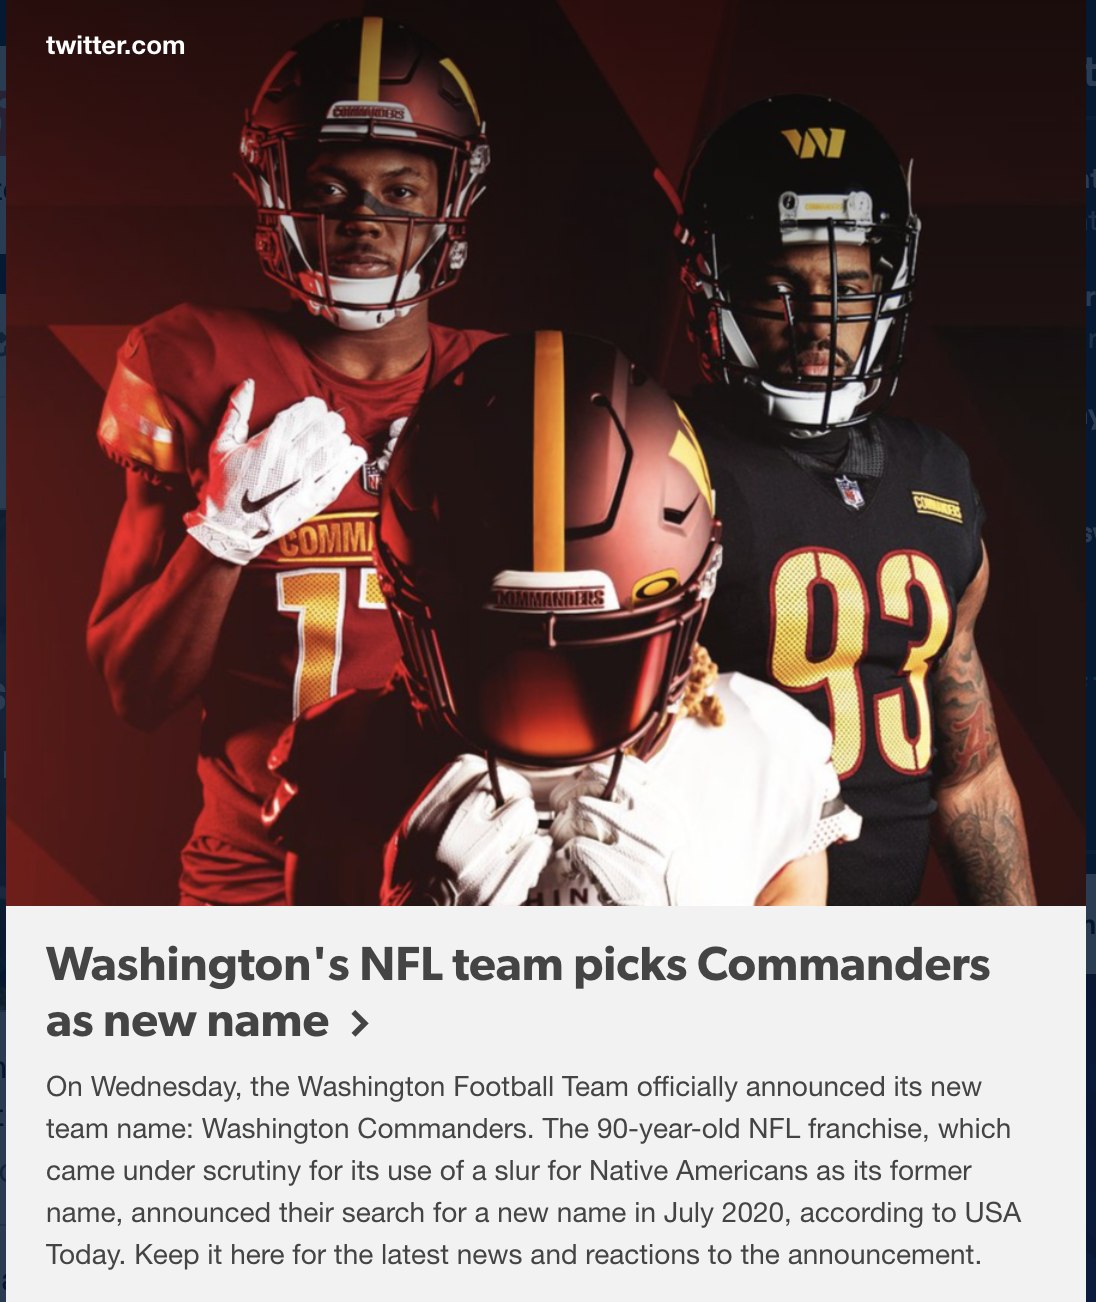 twitter.com
COMMANDERS
W
COMMANDERS
COMMA
17
COMMANDERS
COMMANDERS
93
HIN
Washington's NFL team picks Commanders
as new name >
On Wednesday, the Washington Football Team officially announced its new
team name: Washington Commanders. The 90-year-old NFL franchise, which
came under scrutiny for its use of a slur for Native Americans as its former
name, announced their search for a new name in July 2020, according to USA
Today. Keep it here for the latest news and reactions to the announcement.